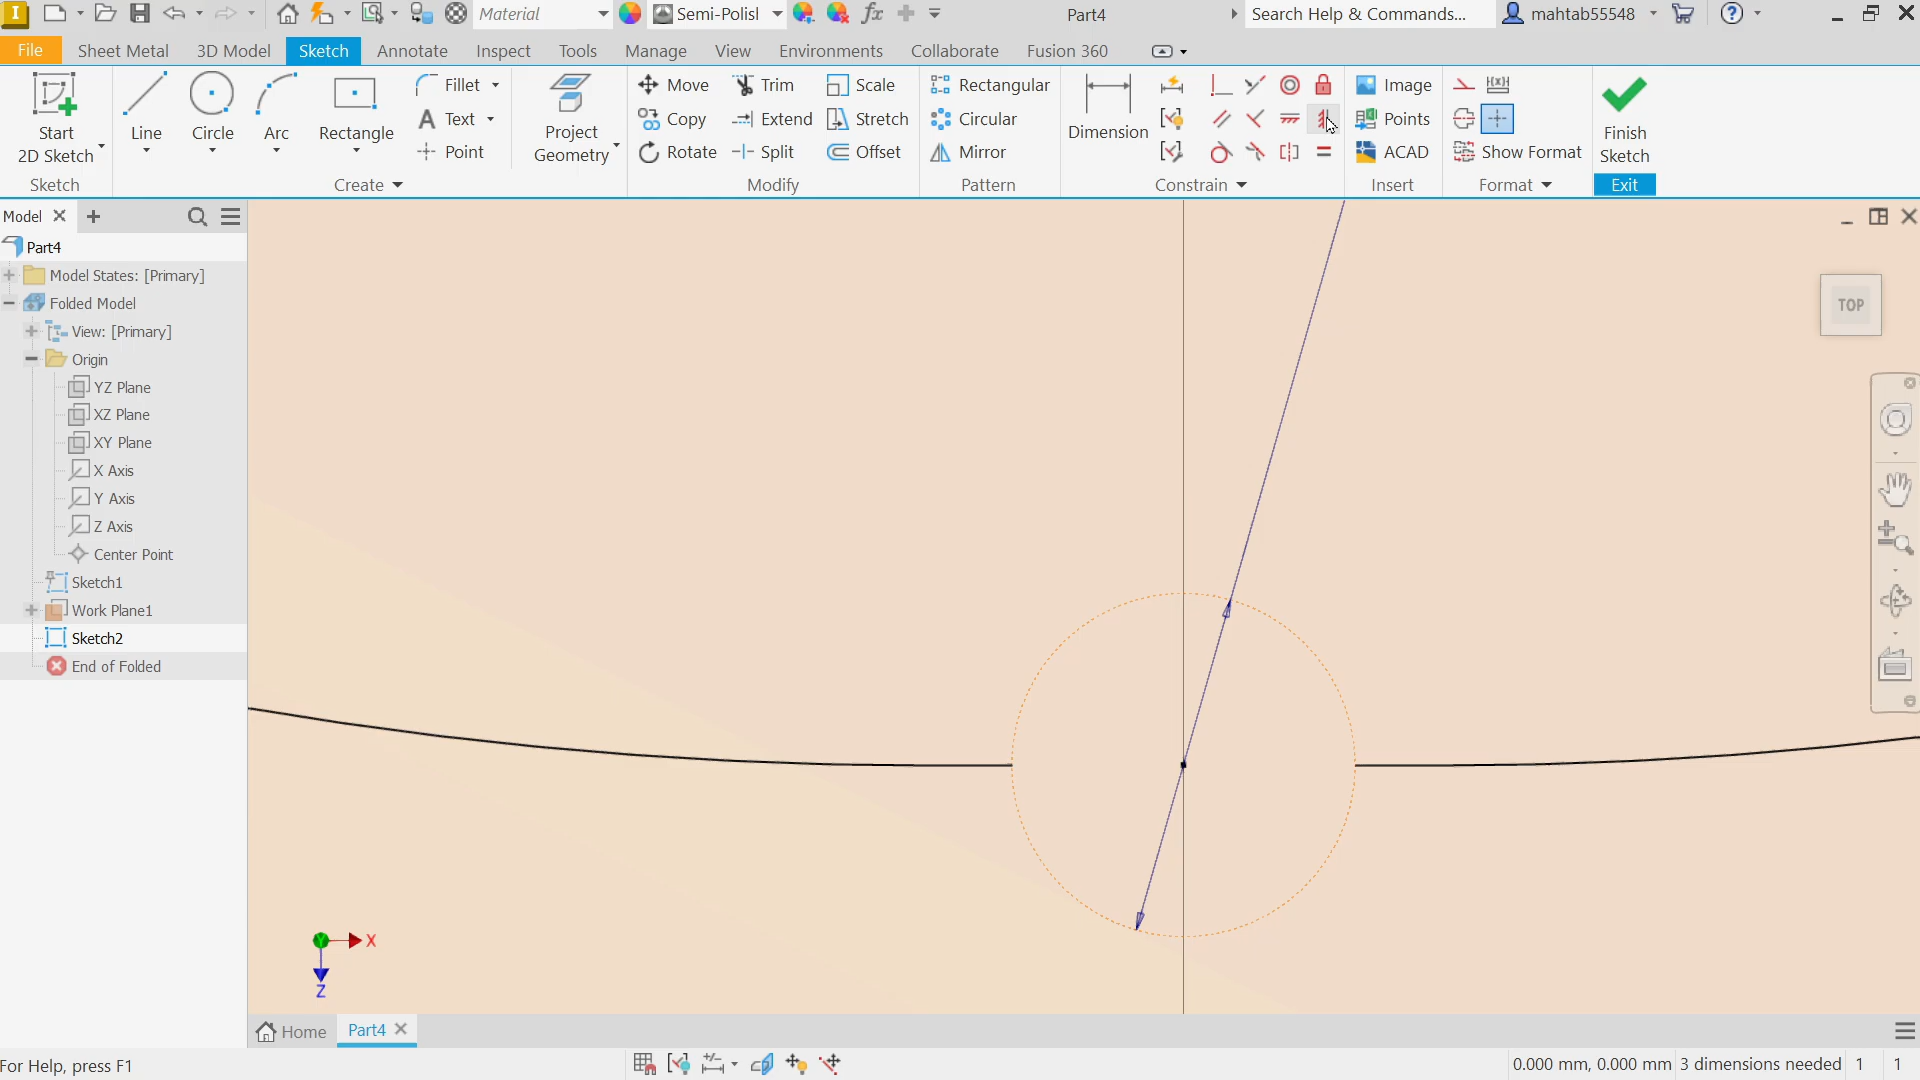 Material
Semi-Polisl
fx
Part4
Search Help & Commands...
mahtab55548
File
Sheet Metal
3D Model
Sketch
Annotate
Inspect
Tools
Manage
View
Environments
Collaborate
Fusion 360
Start
2D Sketch
Line
Circle
Arc
Rectangle
Fillet
Text
Point
Project
Geometry
Move
Copy
Rotate
Trim
Extend
Split
Scale
Stretch
Offset
Rectangular
Circular
Mirror
Dimension
Image
Points
ACAD
Show Format
Finish
Sketch
Sketch
Create
Modify
Pattern
Constrain
Insert
Format
Exit
Model
Part4
Model States: [Primary]
Folded Model
View: [Primary]
Origin
YZ Plane
XZ Plane
XY Plane
X Axis
Y Axis
Z Axis
Center Point
Sketch1
Work Plane1
Sketch2
End of Folded
TOP
X
Z
Home
Part4
For Help, press F1
0.000 mm, 0.000 mm
3 dimensions needed
1
1